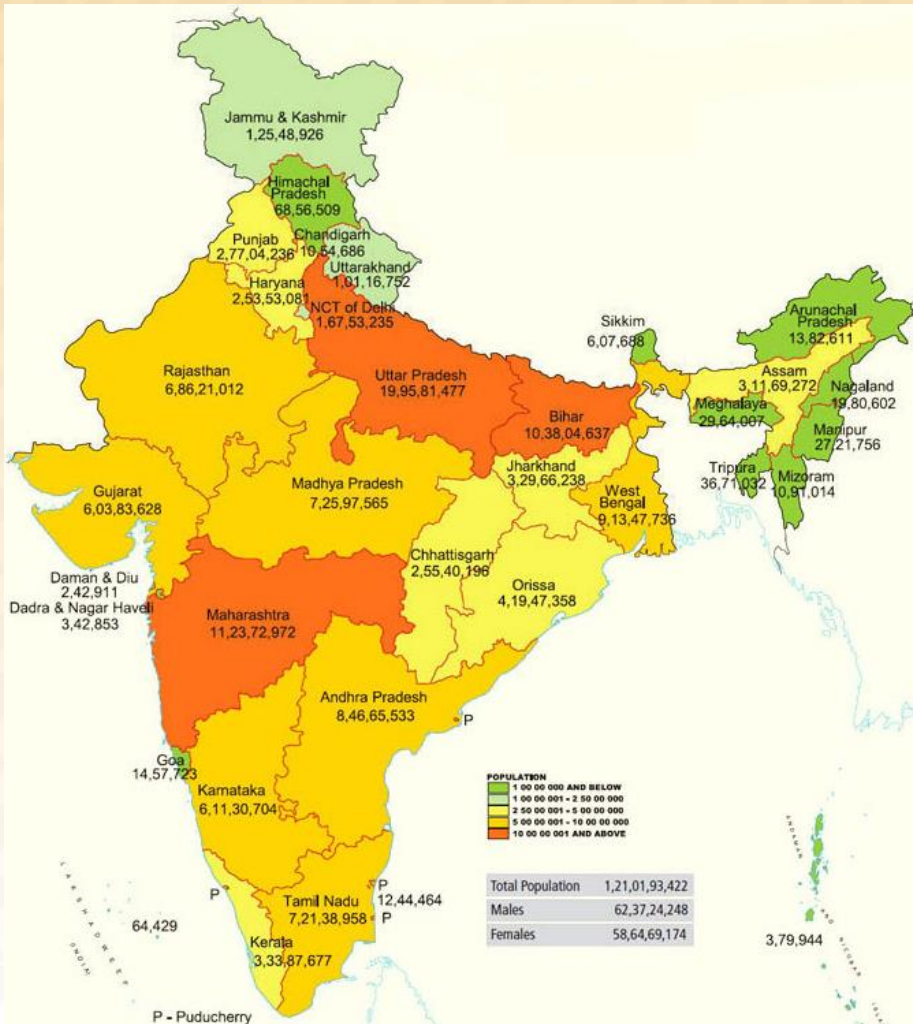 Jammu & Kashmir
1,25,48,926
Himachal
Pradesh
68,56,509
Punjab
2,77,04,236
Chandigarh
10,54,686
Uttarakhand
1,01,16,752
Haryana
2,53,53,081
NCT of Delhi
1,67,53,235
Rajasthan
6,86,21,012
Uttar Pradesh
19,95,81,477
Bihar
10,38,04,637
Sikkim
6,07,688
Arunachal
Pradesh
13,82,611
Assam
3,11,69,272
Nagaland
19,80,602
Meghalaya
29,64,007
Manipur
27,21,756
Tripura
36,71,032
Mizoram
10,91,014
Gujarat
6,03,83,628
Madhya Pradesh
7,25,97,565
Jharkhand
3,29,66,238
West
Bengal
9,13,47,736
Chhattisgarh
2,55,40,196
Orissa
4,19,47,358
Daman & Diu
2,42,911
Dadra & Nagar Haveli
3,42,853
Maharashtra
11,23,72,972
Andhra Pradesh
8,46,65,533
P
Goa
14,57,723
Karnataka
6,11,30,704
POPULATION
1 00 00 000 AND BELOW
1 00 00 001 - 2 50 00 000
2 50 00 001 - 5 00 00 000
5 00 00 001 - 10 00 00 000
10 00 00 001 AND ABOVE
Total Population 1,21,01,93,422
Males 62,37,24,248
Females 58,64,69,174
P
P
12,44,464
P
Tamil Nadu
7,21,38,958
Kerala
3,33,87,677
LAKSHADWEEP
64,429
ANDAMAN AND NICOBAR
3,79,944
P - Puducherry